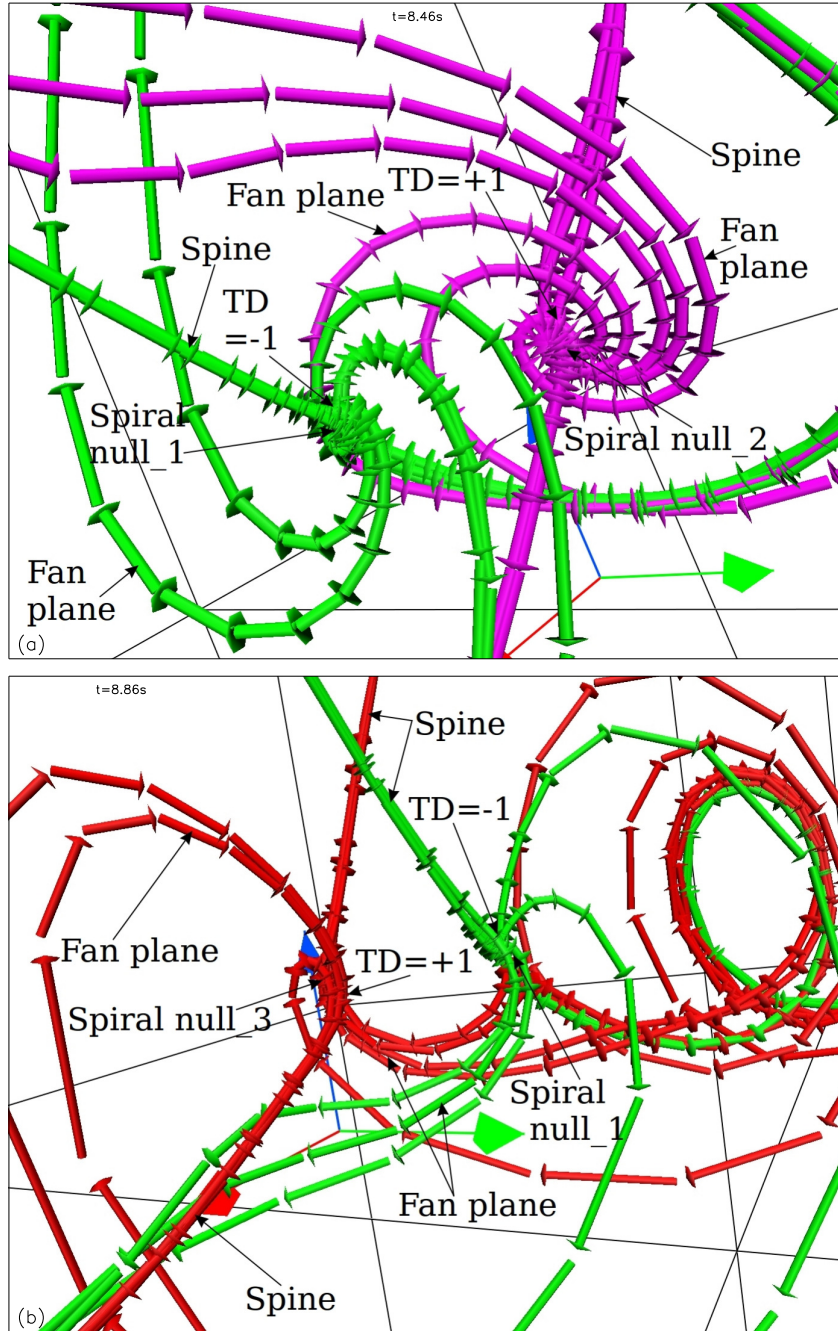 t=8.46s
Spine
TD=+1
Fan plane
Fan
plane
Spine
TD
=-1
Spiral
null_1
Spiral null_2
Fan
plane
(a)
t=8.86s
Spine
TD=-1
Fan plane
TD=+1
Spiral null_3
Spiral
null_1
Fan plane
Spine
(b)